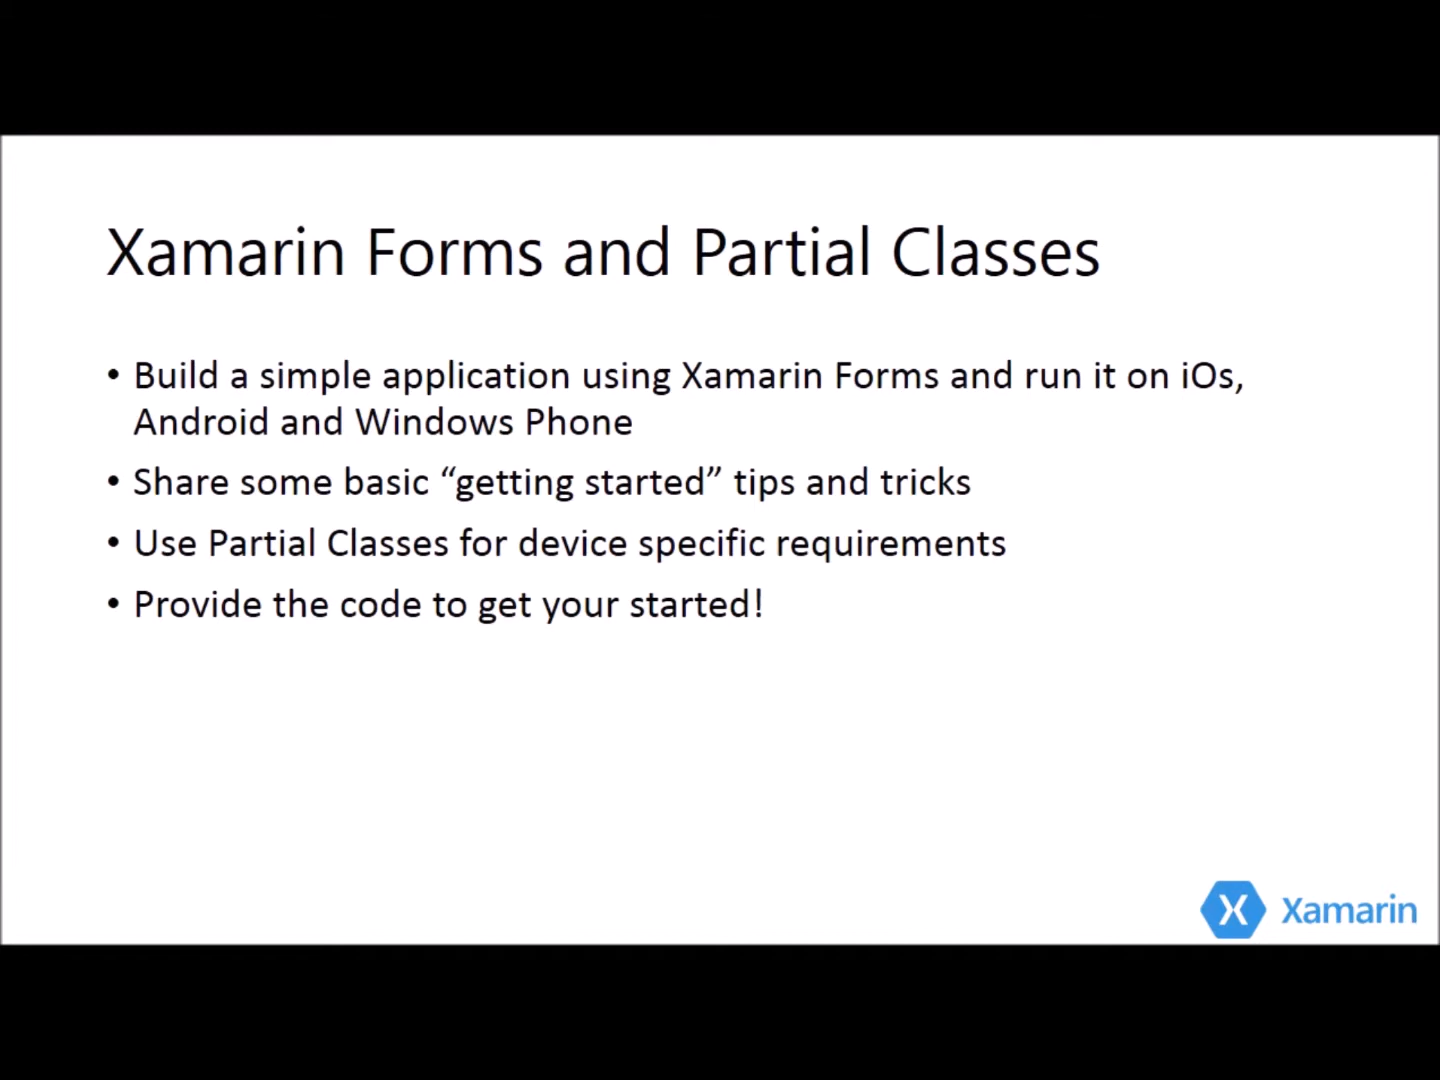 Xamarin Forms and Partial Classes
• Build a simple application using Xamarin Forms and run it on iOs,
Android and Windows Phone
• Share some basic “getting started” tips and tricks
• Use Partial Classes for device specific requirements
• Provide the code to get your started!
X Xamarin